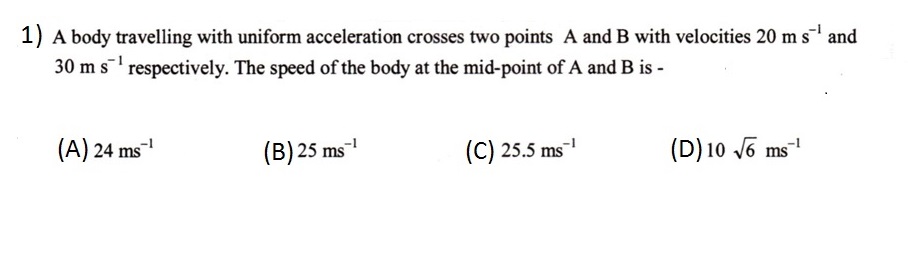 1) A body travelling with uniform acceleration crosses two points A and B with velocities 20 m s⁻¹ and
30 m s⁻¹ respectively. The speed of the body at the mid-point of A and B is -
(A) 24 ms⁻¹ (B) 25 ms⁻¹ (C) 25.5 ms⁻¹ (D) 10 √6 ms⁻¹